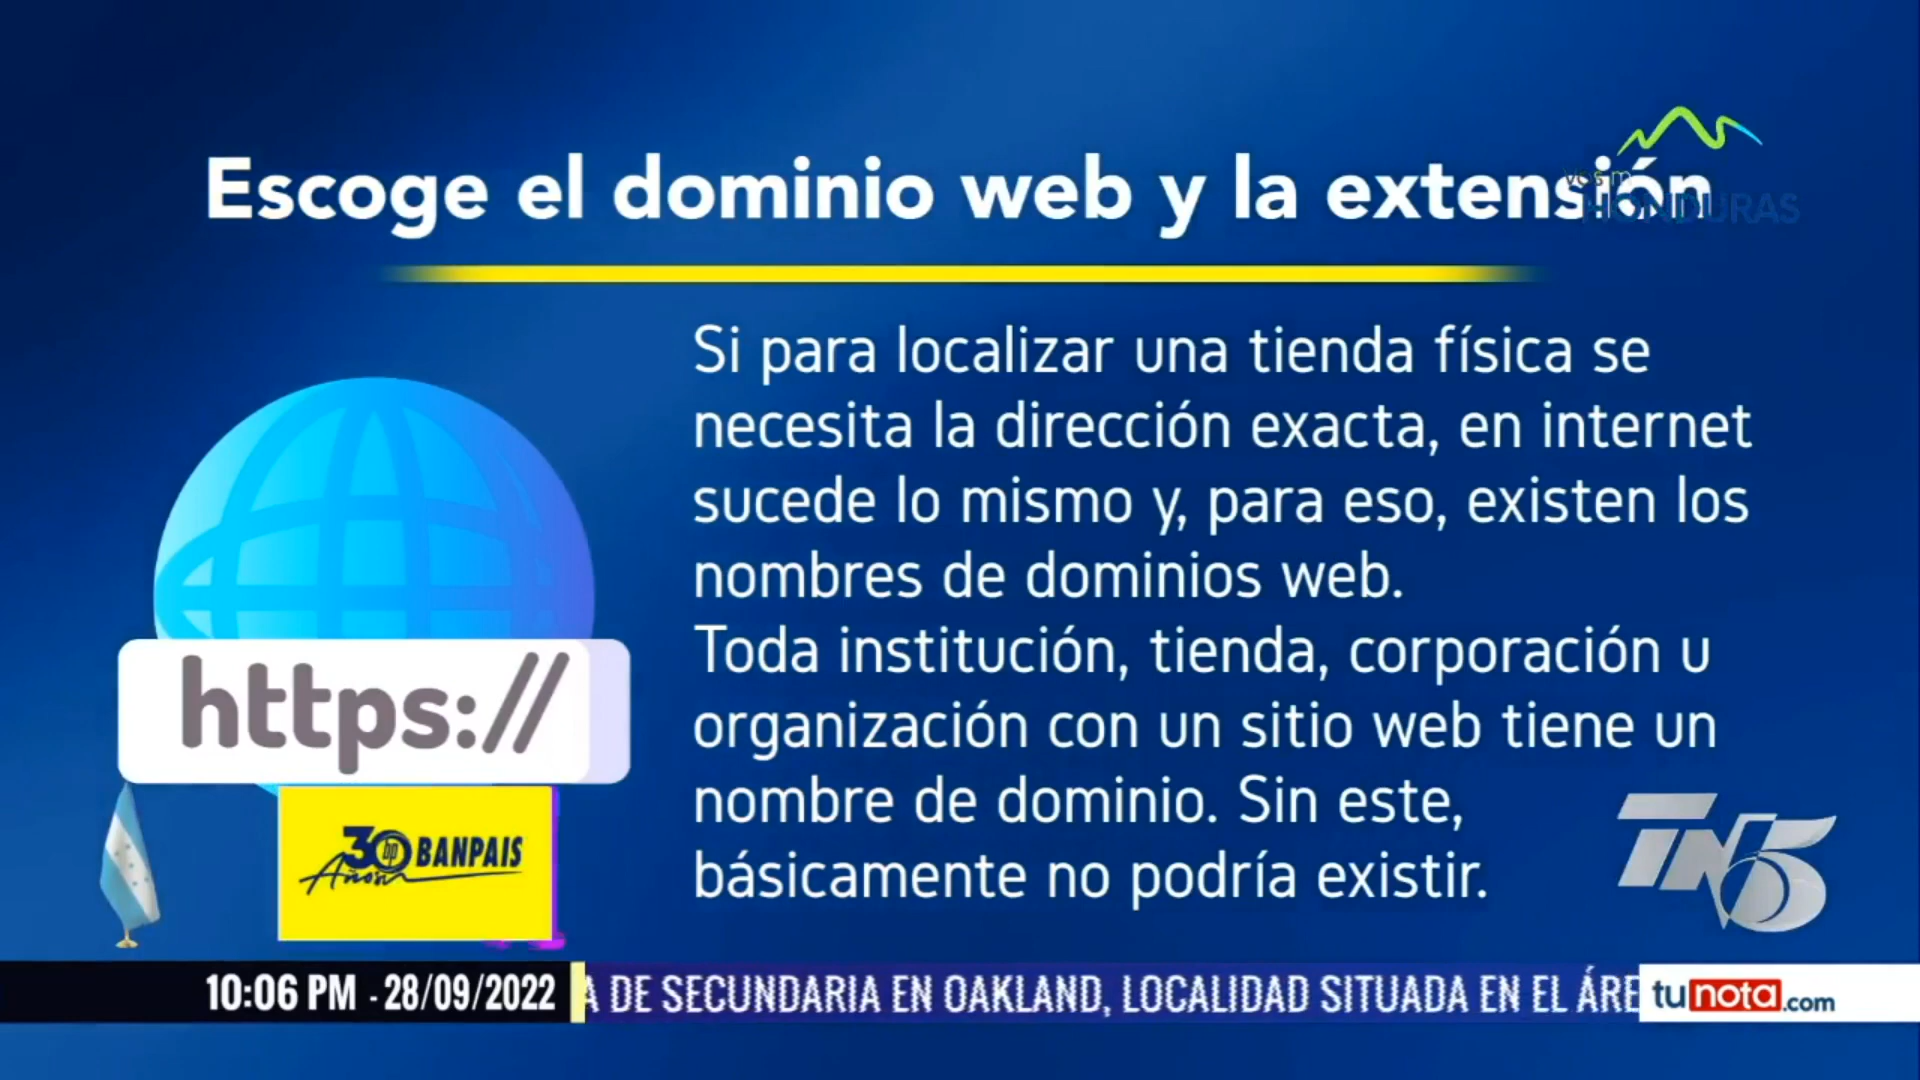 Escoge el dominio web y la extensión
HONDURAS
Si para localizar una tienda física se
necesita la dirección exacta, en internet
sucede lo mismo y, para eso, existen los
nombres de dominios web.
Toda institución, tienda, corporación u
organización con un sitio web tiene un
nombre de dominio. Sin este,
básicamente no podría existir.
https://
30 bp BANPAIS
Años
TN5
10:06 PM - 28/09/2022
A DE SECUNDARIA EN OAKLAND, LOCALIDAD SITUADA EN EL ÁRE
tunota.com